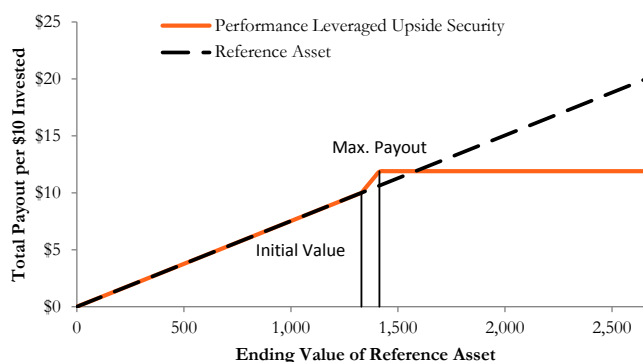 $25
Performance Leveraged Upside Security
Reference Asset
$20
$15
Max. Payout
$10
$5
Initial Value
$0
0 500 1,000 1,500 2,000 2,500
Total Payout per $10 Invested
Ending Value of Reference Asset